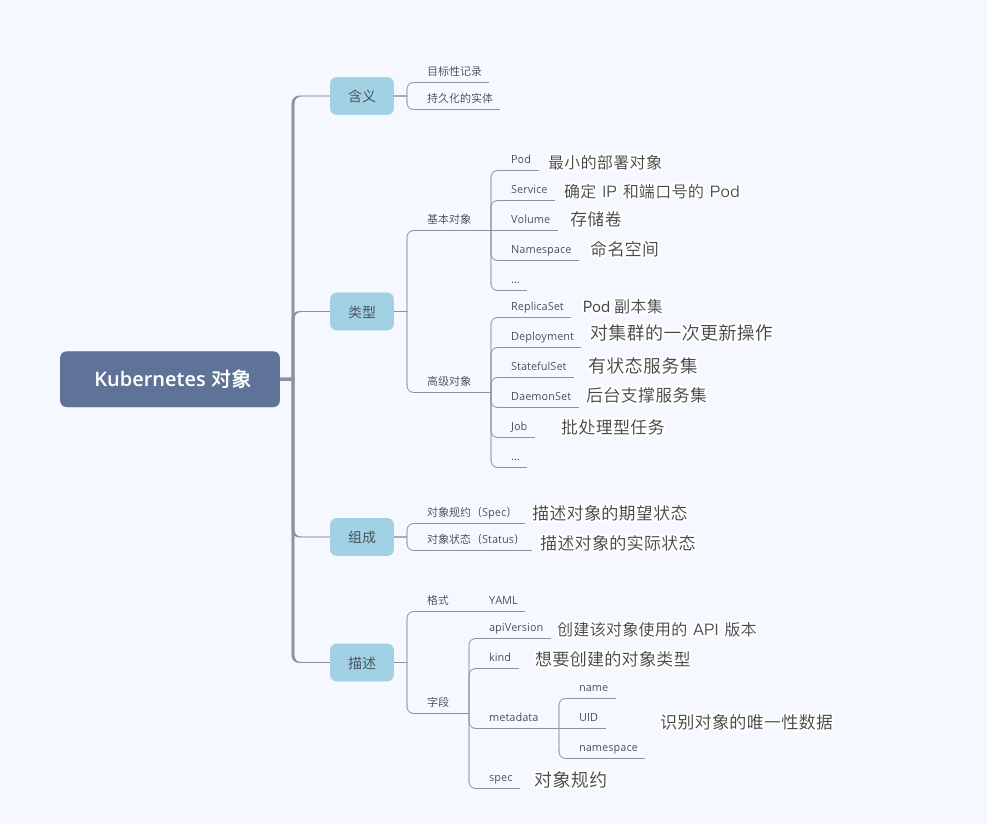 目标性记录
含义
持久化的实体
Pod 最小的部署对象
Service 确定 IP 和端口号的 Pod
基本对象
Volume 存储卷
Namespace 命名空间
...
类型
ReplicaSet Pod 副本集
Deployment 对集群的一次更新操作
StatefulSet 有状态服务集
高级对象
DaemonSet 后台支撑服务集
Job 批处理型任务
...
Kubernetes 对象
对象规约（Spec） 描述对象的期望状态
组成
对象状态（Status） 描述对象的实际状态
格式 YAML
apiVersion 创建该对象使用的 API 版本
kind 想要创建的对象类型
描述
字段
name
metadata UID 识别对象的唯一性数据
namespace
spec 对象规约